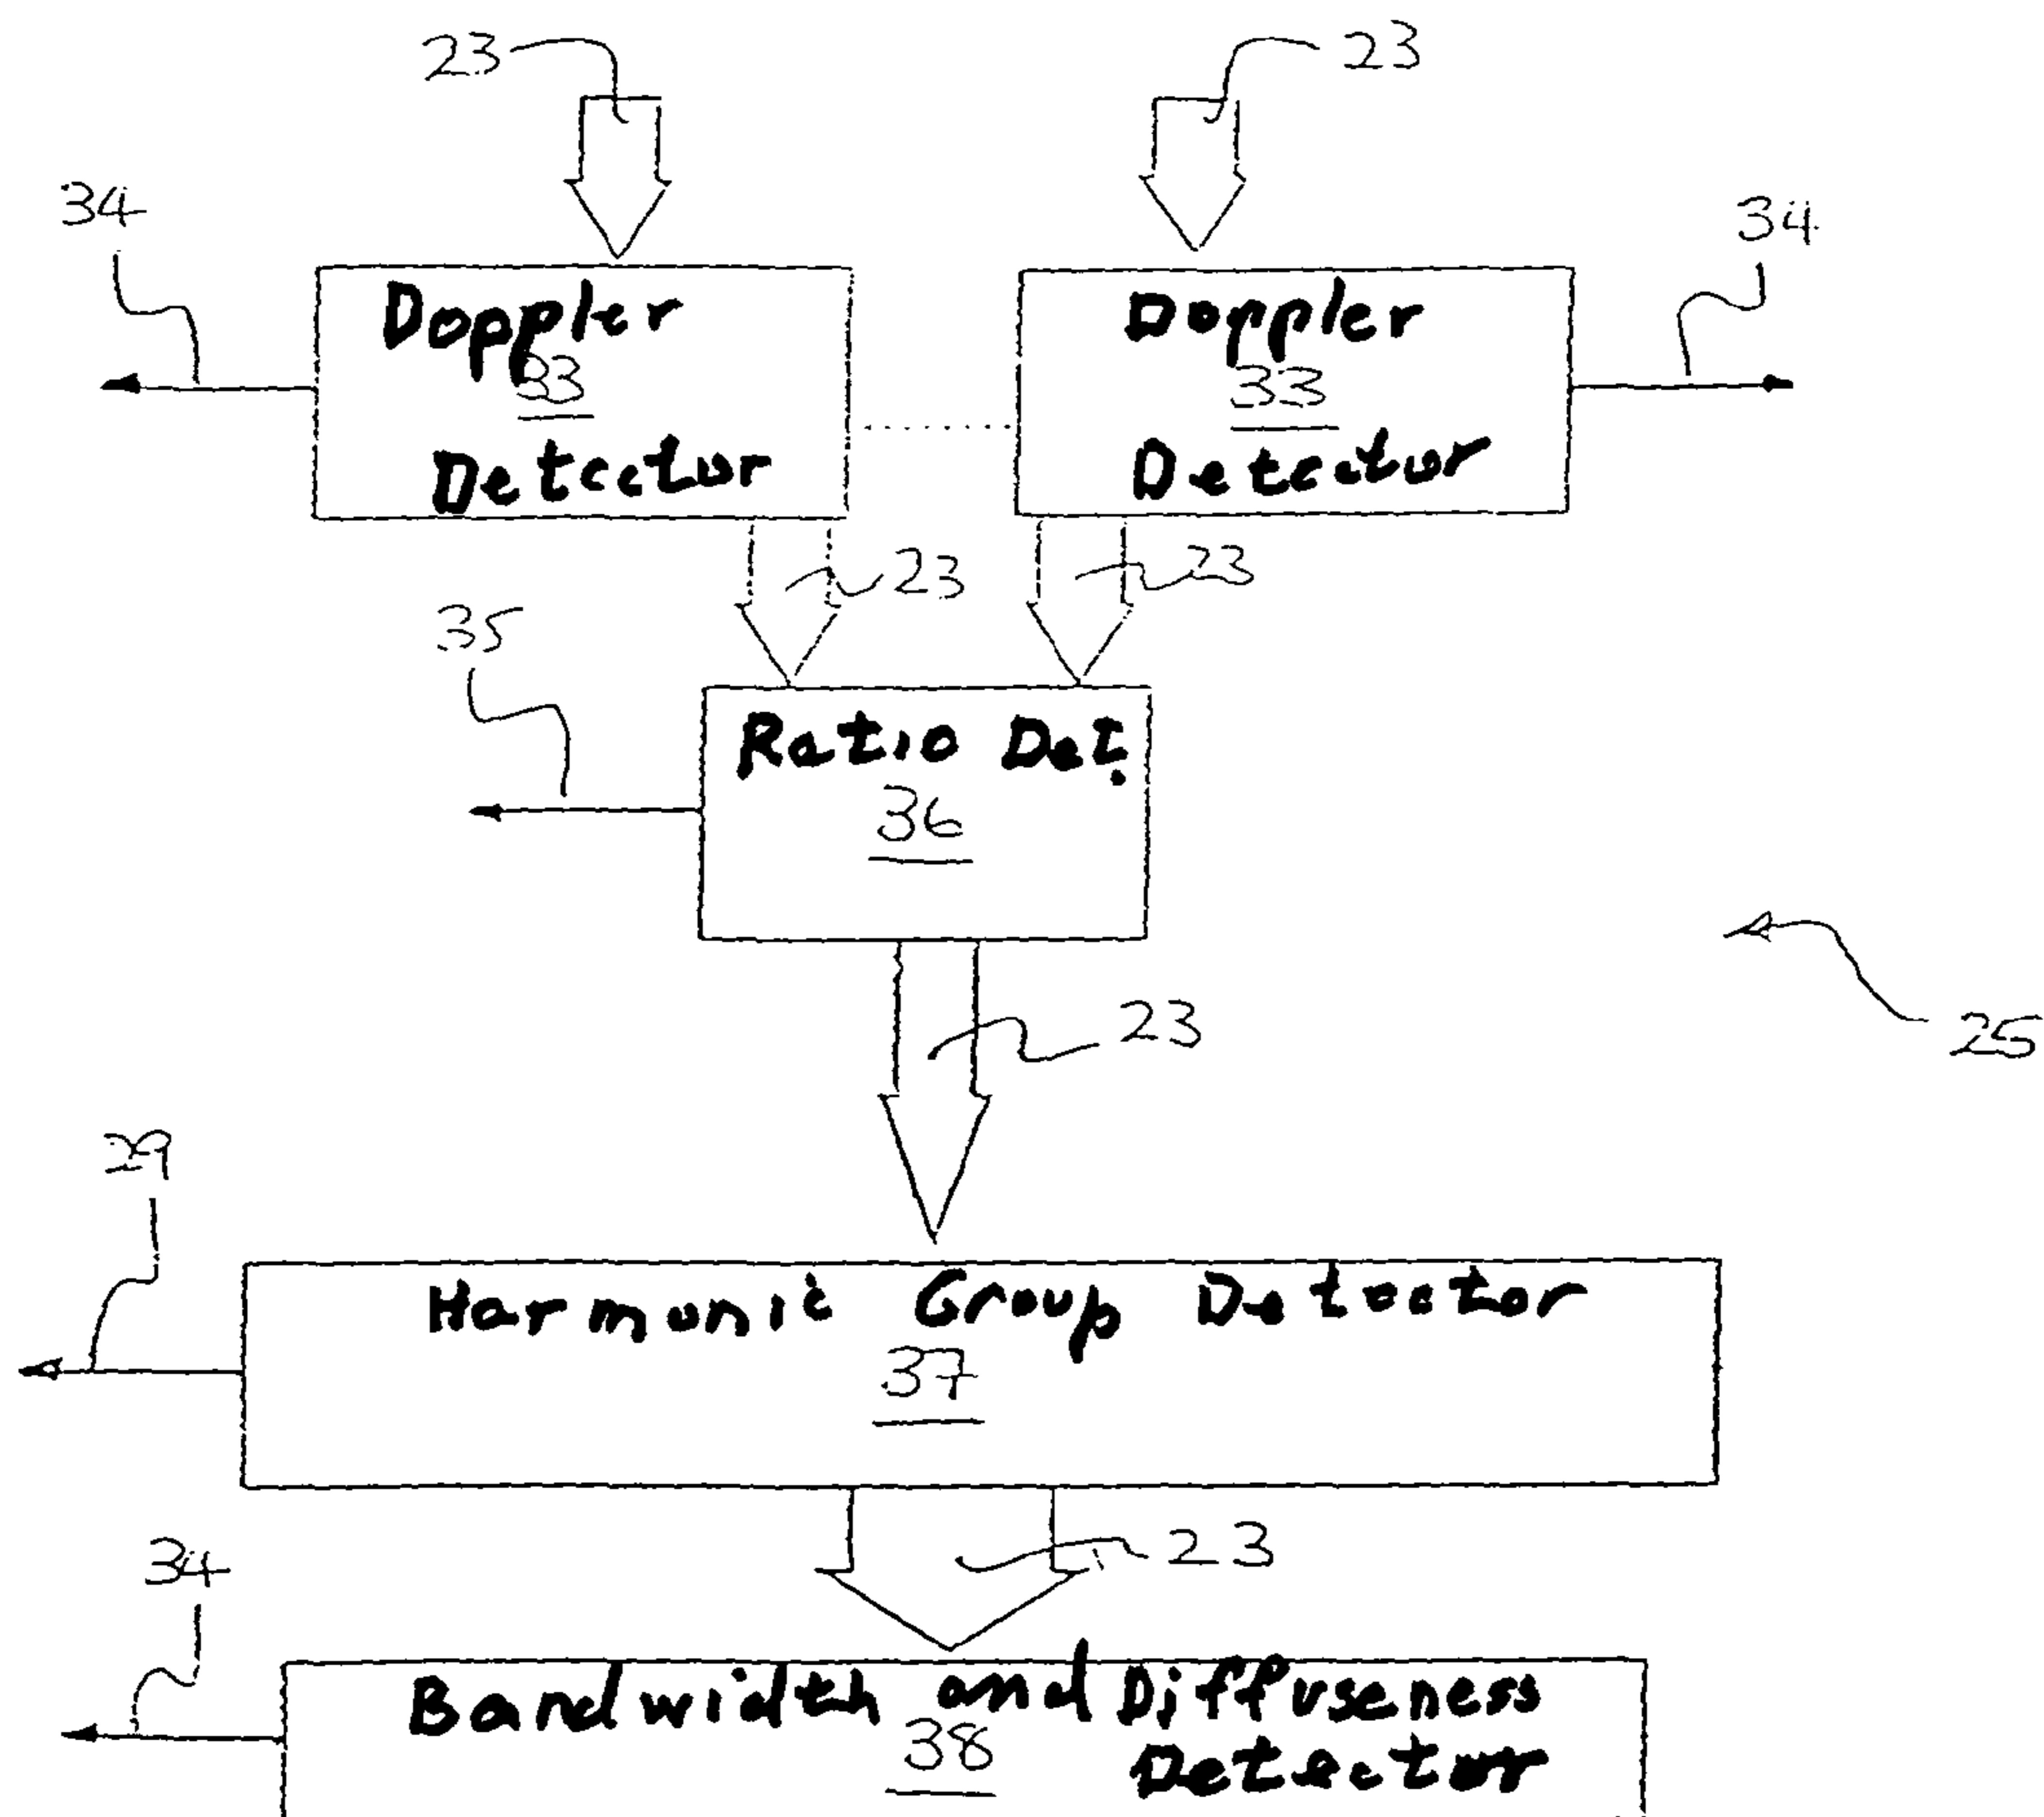 23
23
34
34
Doppler
33
Detector
Doppler
33
Detector
23
23
35
Ratio Det.
36
23
25
29
Harmonic Group Detector
37
23
34
Bandwidth and Diffuseness
38
Detector